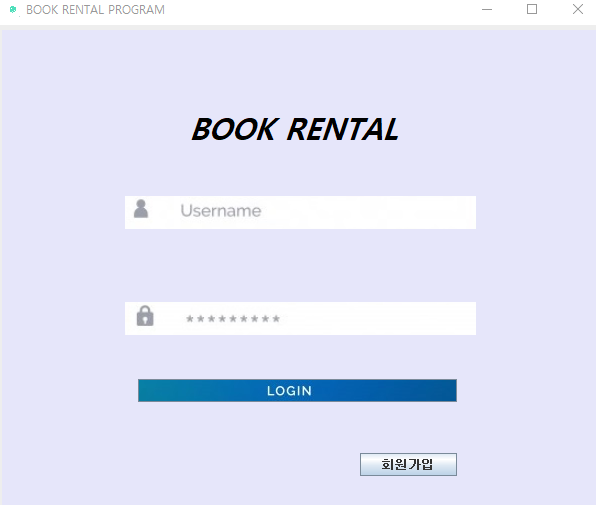 BOOK RENTAL PROGRAM
BOOK RENTAL
Username
*********
LOGIN
회원가입